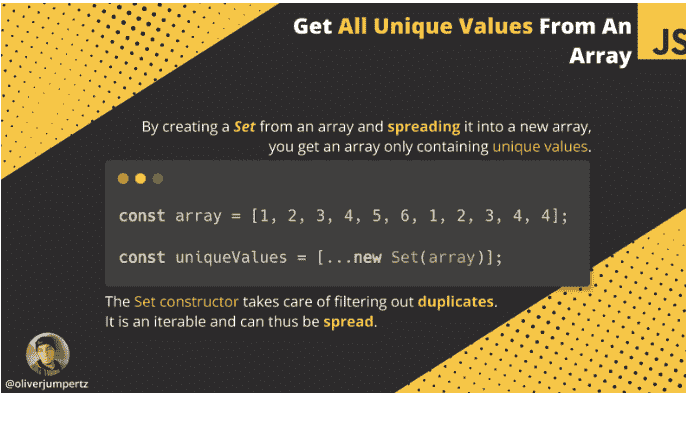 Get All Unique Values From An
Array
JS
By creating a Set from an array and spreading it into a new array,
you get an array only containing unique values.
const array = [1, 2, 3, 4, 5, 6, 1, 2, 3, 4, 4];
const uniqueValues = [...new Set(array)];
The Set constructor takes care of filtering out duplicates.
It is an iterable and can thus be spread.
@oliverjumpertz